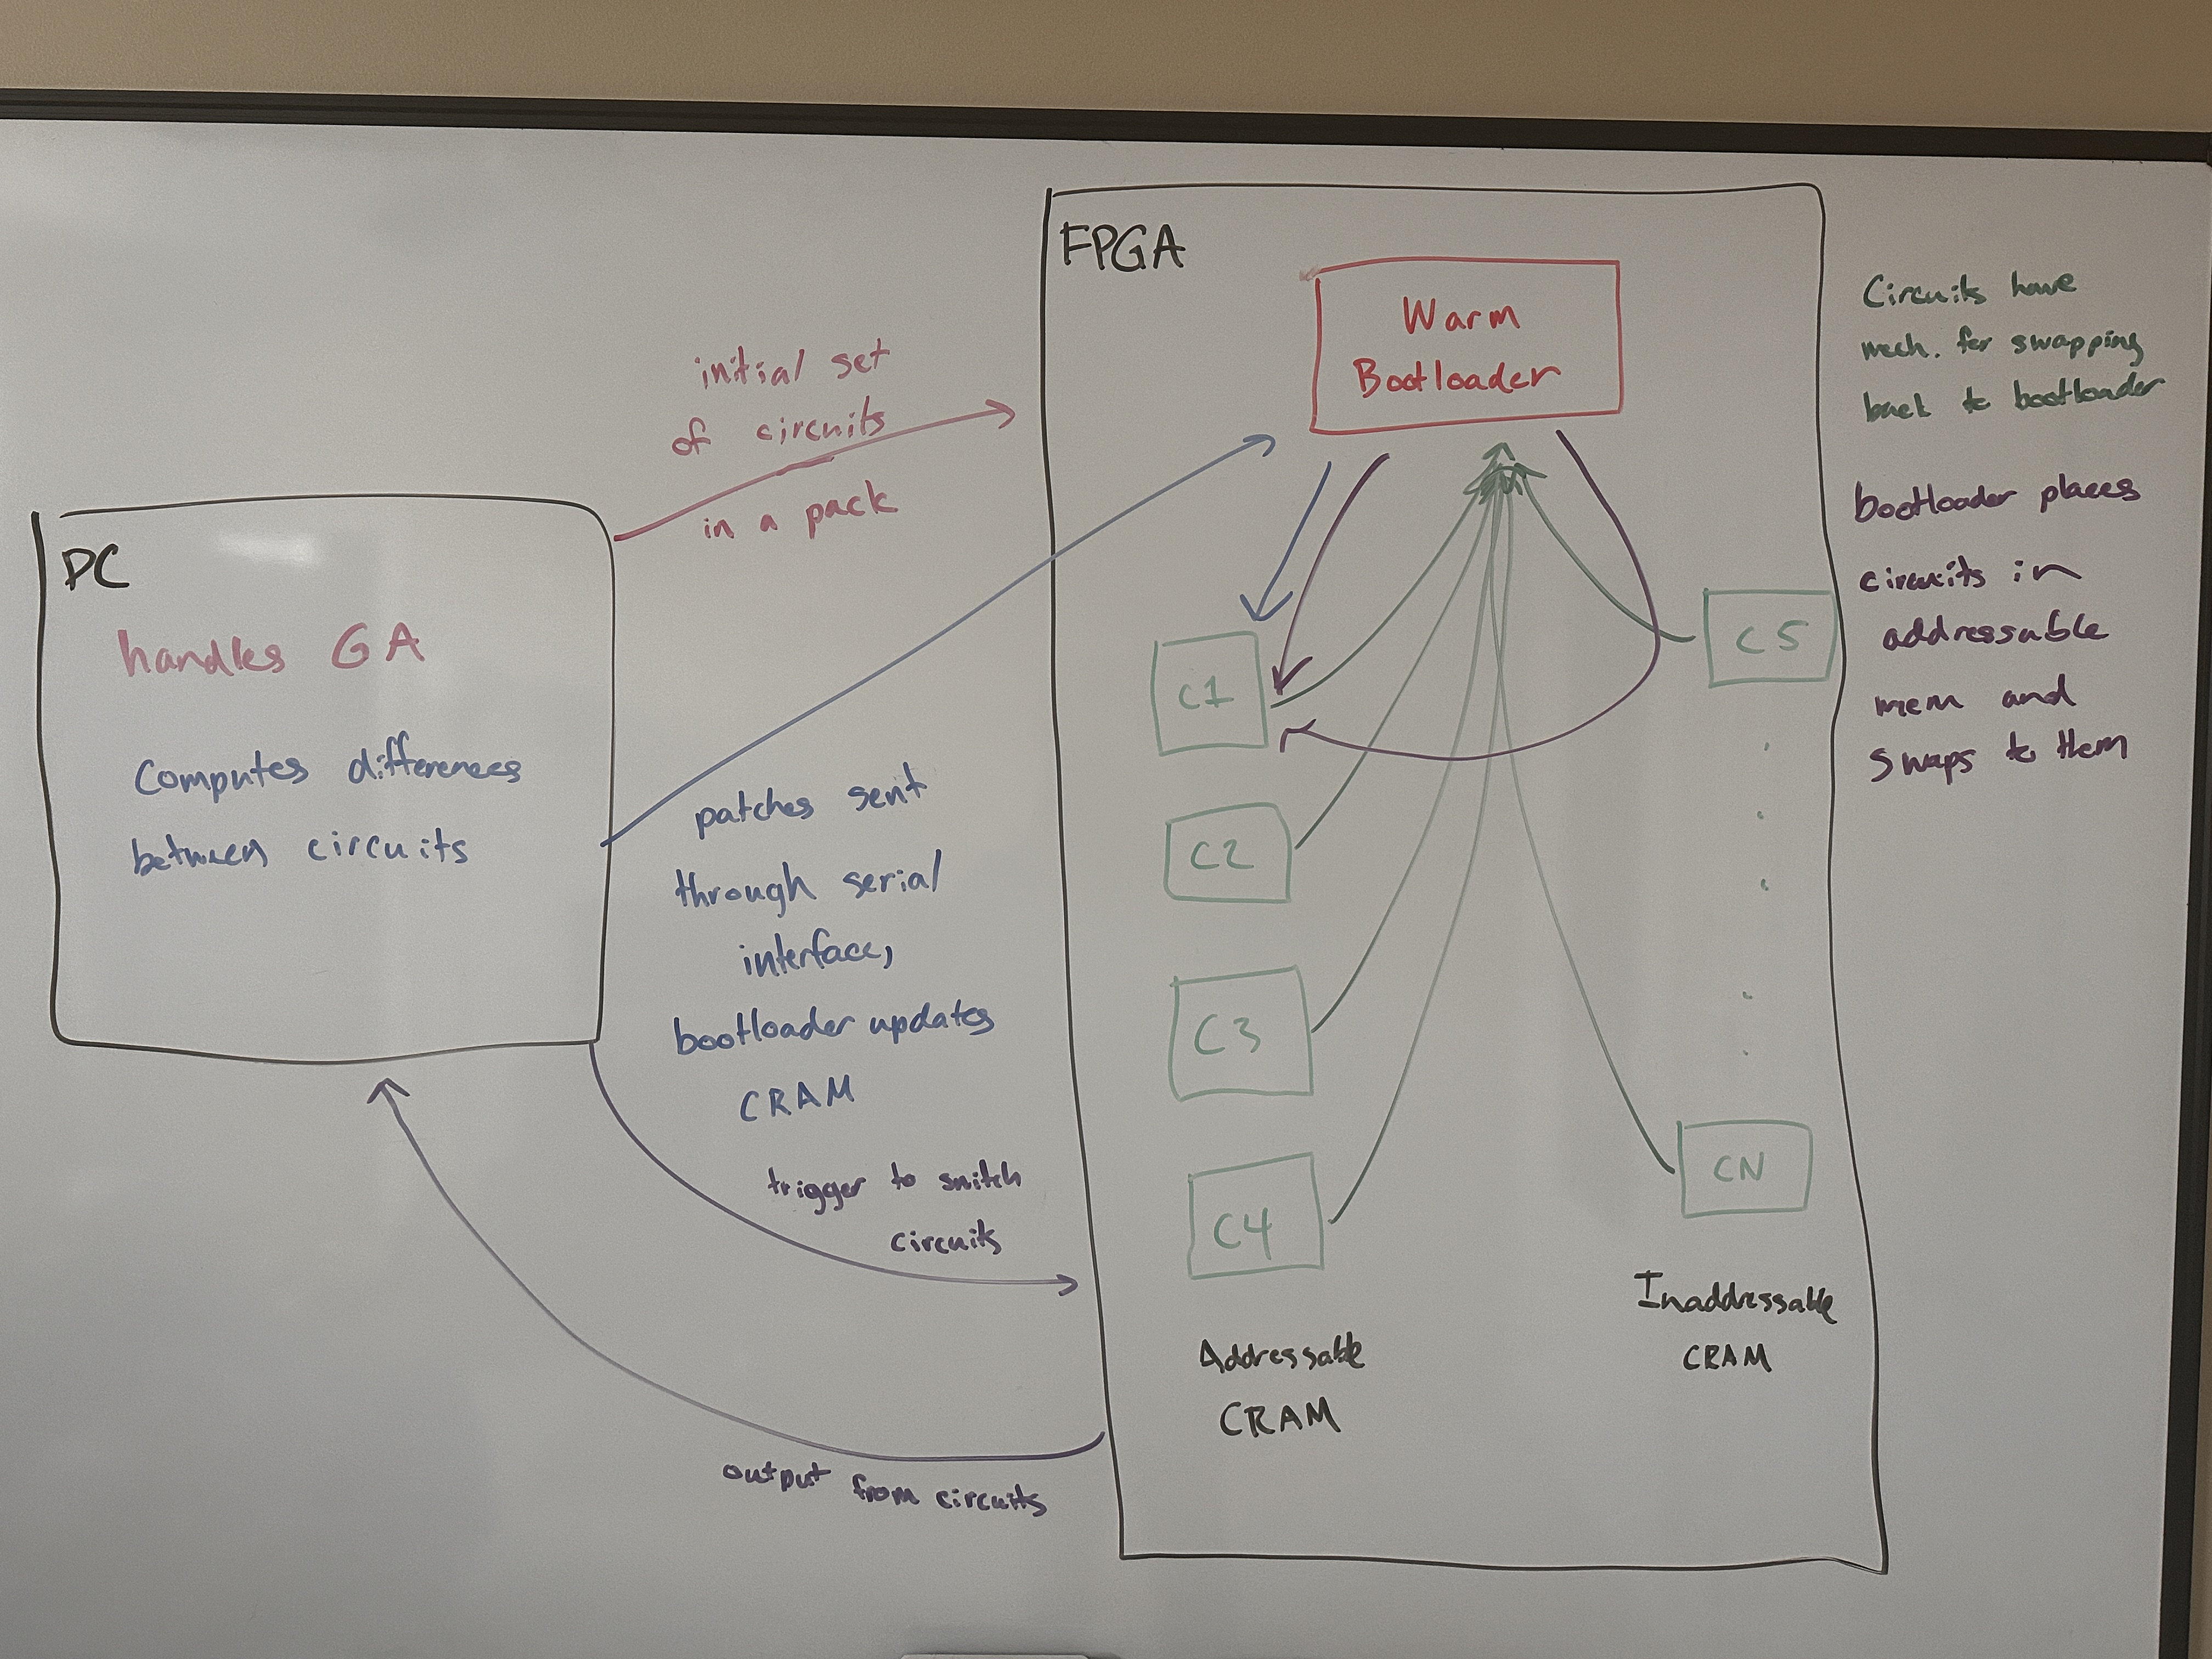 FPGA
Warm
Bootloader
Circuits have
mech. for swapping
back to bootloader
bootloader places
circuits in
addressable
mem and
swaps to them
initial set
of circuits
in a pack
PC
handles GA
Computes differences
between circuits
patches sent
through serial
interface,
bootloader updates
CRAM
trigger to switch
circuits
output from circuits
C1
C2
C3
C4
C5
CN
Addressable
CRAM
Inaddressable
CRAM